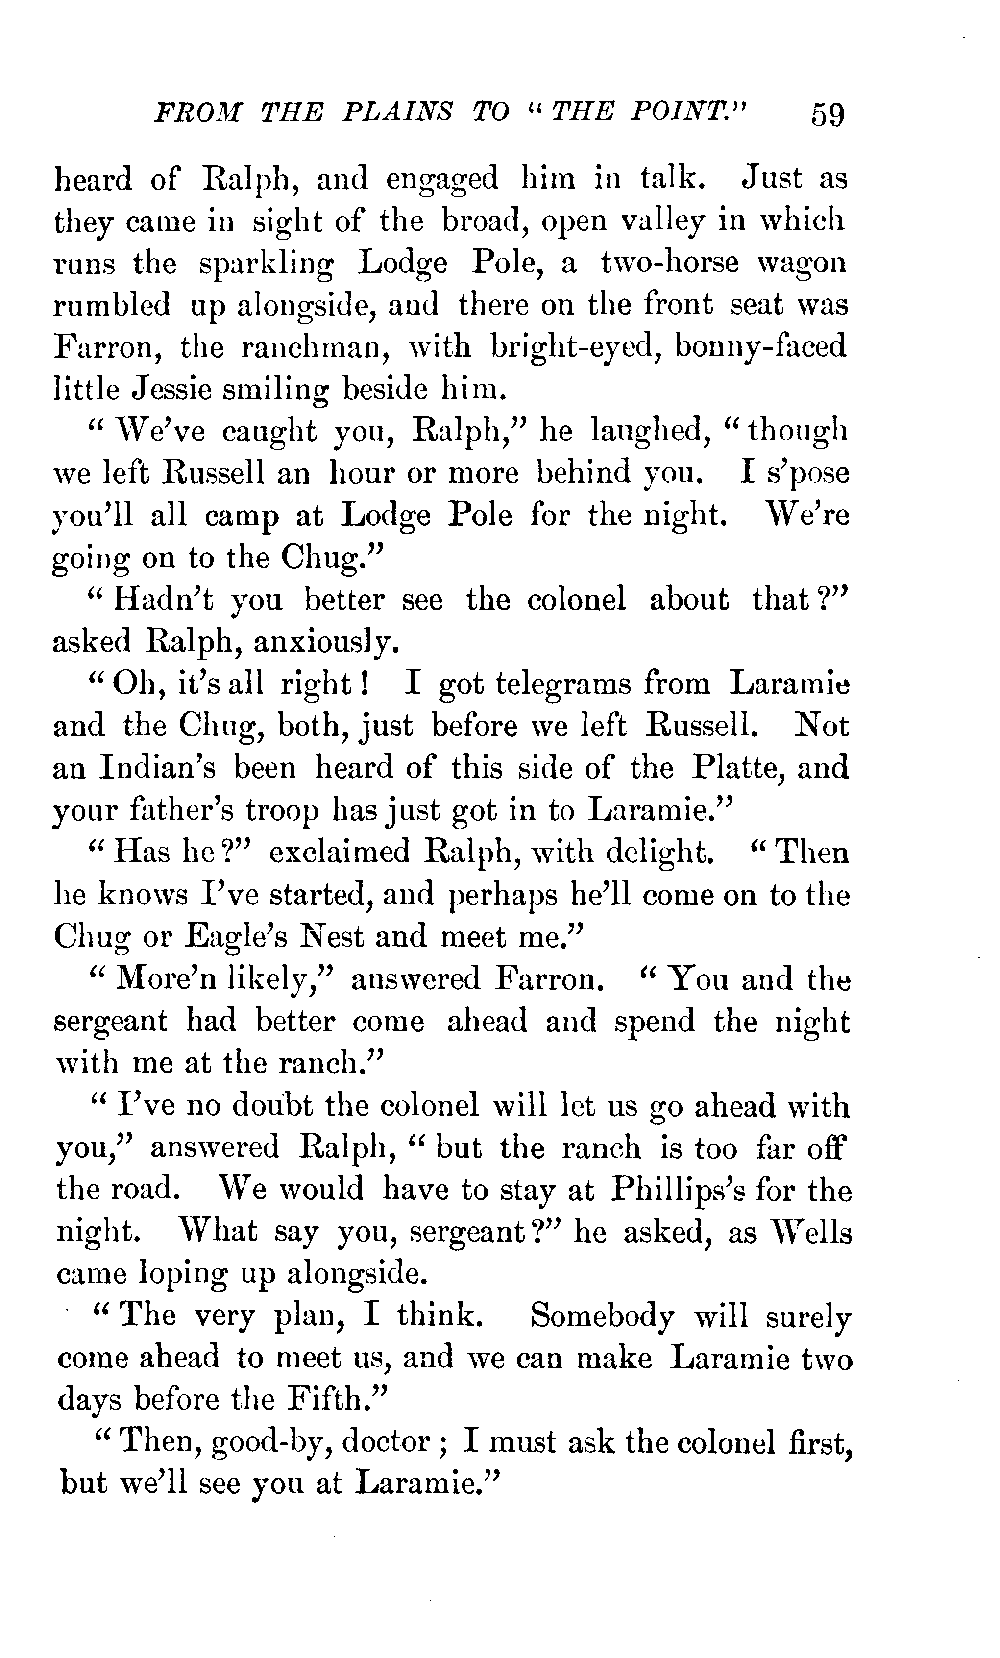 FROM THE PLAINS TO "THE POINT." 59
heard of Ralph, and engaged him in talk. Just as
they came in sight of the broad, open valley in which
runs the sparkling Lodge Pole, a two-horse wagon
rumbled up alongside, and there on the front seat was
Farron, the ranchman, with bright-eyed, bonny-faced
little Jessie smiling beside him.
"We've caught you, Ralph," he laughed, "though
we left Russell an hour or more behind you. I s'pose
you'll all camp at Lodge Pole for the night. We're
going on to the Chug."
"Hadn't you better see the colonel about that?"
asked Ralph, anxiously.
"Oh, it's all right! I got telegrams from Laramie
and the Chug, both, just before we left Russell. Not
an Indian's been heard of this side of the Platte, and
your father's troop has just got in to Laramie."
"Has he?" exclaimed Ralph, with delight. "Then
he knows I've started, and perhaps he'll come on to the
Chug or Eagle's Nest and meet me."
"More'n likely," answered Farron. "You and the
sergeant had better come ahead and spend the night
with me at the ranch."
"I've no doubt the colonel will let us go ahead with
you," answered Ralph, "but the ranch is too far off
the road. We would have to stay at Phillips's for the
night. What say you, sergeant?" he asked, as Wells
came loping up alongside.
"The very plan, I think. Somebody will surely
come ahead to meet us, and we can make Laramie two
days before the Fifth."
"Then, good-by, doctor; I must ask the colonel first,
but we'll see you at Laramie."